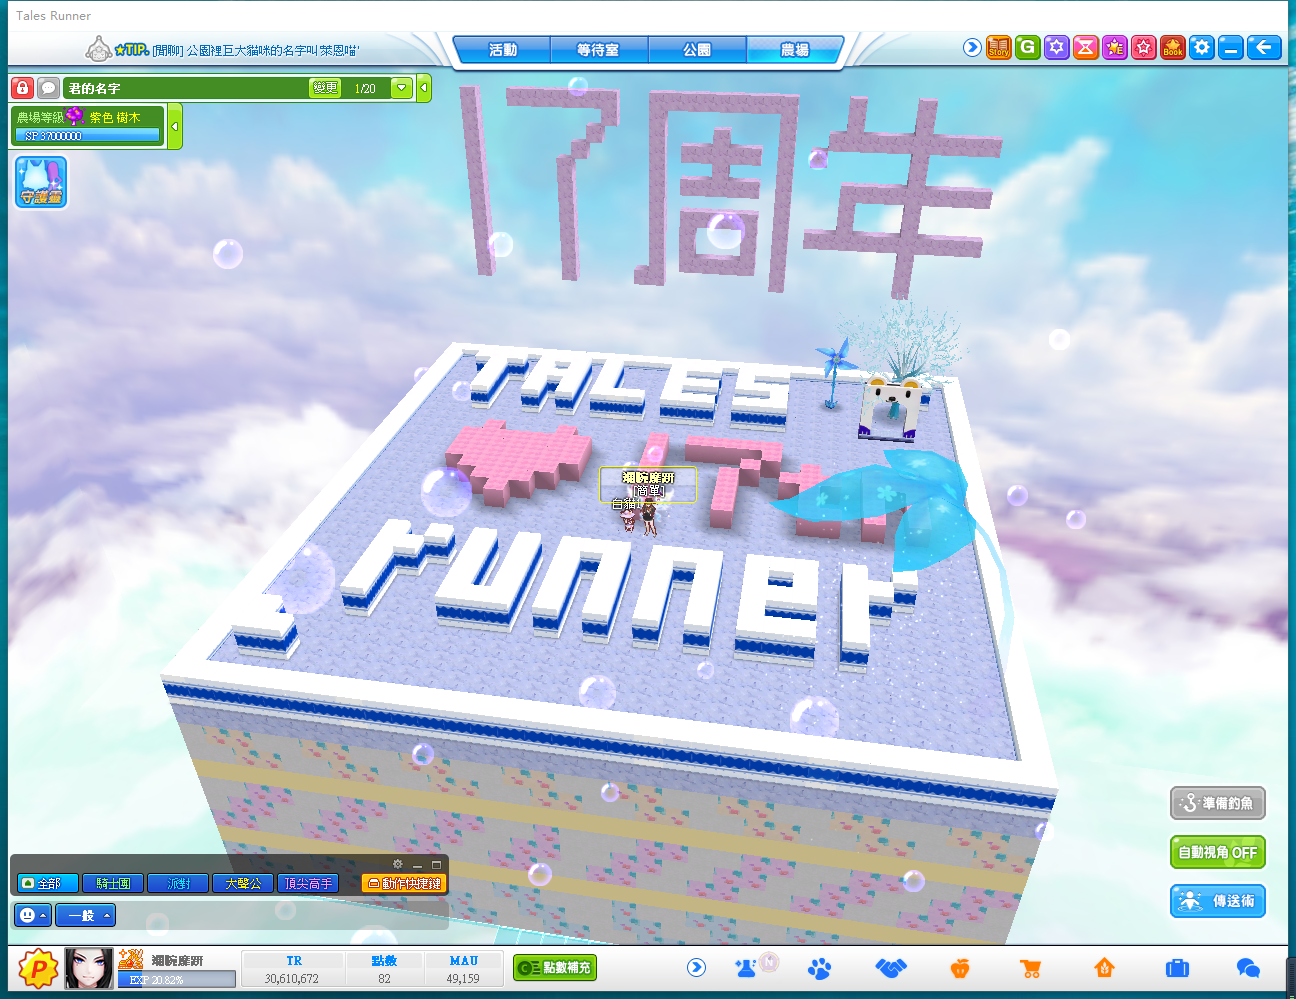 Tales Runner
★TIP. [閒聊] 公園裡巨大貓咪的名字叫'萊恩喵'
活動
等待室
公園
農場
Story
G
E
Book
君的名字
變更
1/20
農場等級
紫色 樹木
SP 3700000
守護靈
17周年
TALES
17th
runner
[簡單]
準備釣魚
自動視角 OFF
傳送術
全部
騎士團
派對
大聲公
頂尖高手
動作快捷鍵
一般
P
EXP 20.82%
TR
30,610,672
點數
82
MAU
49,159
點數補充
N